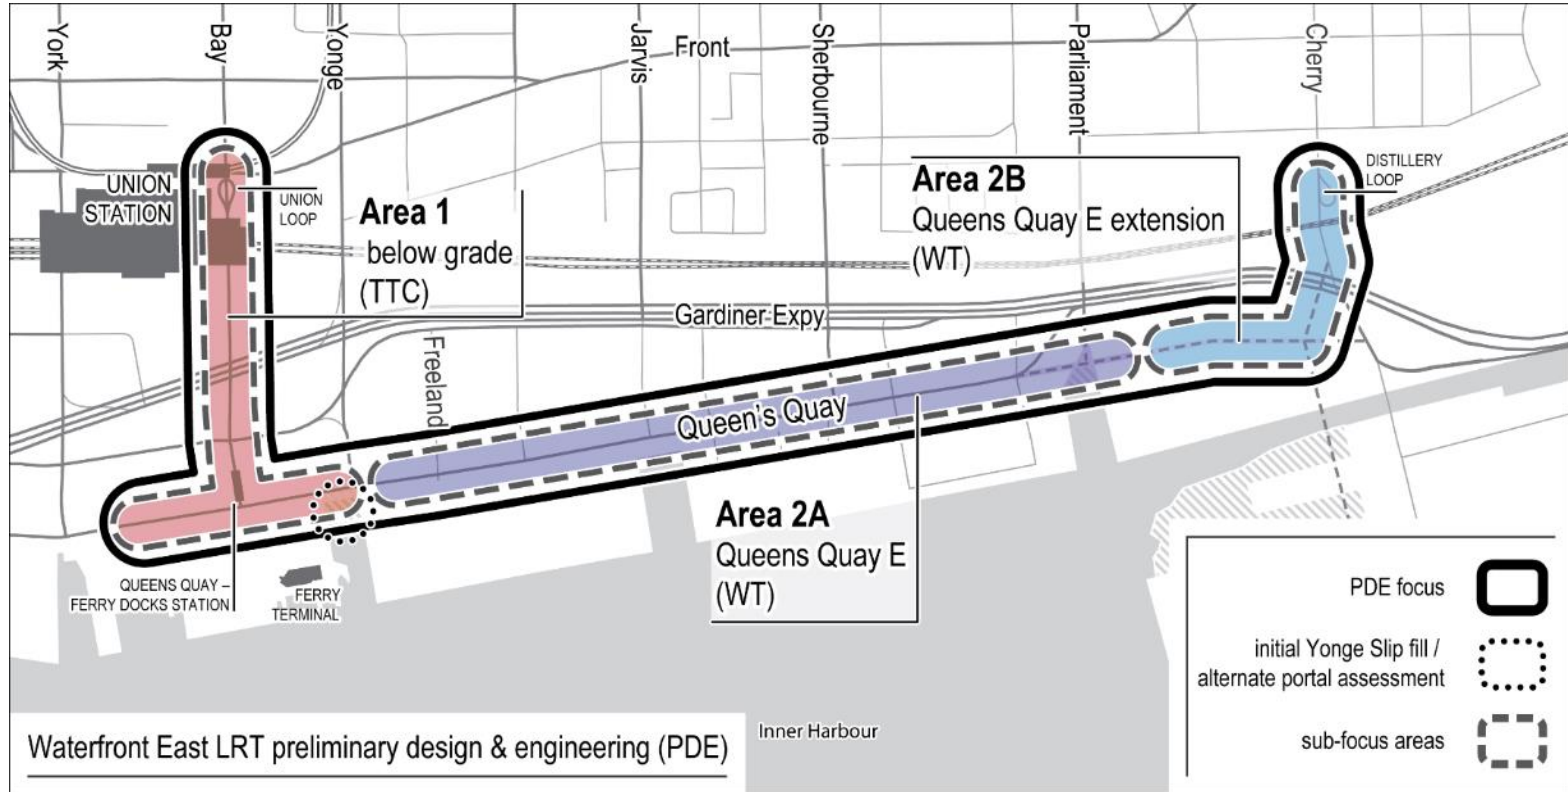 York
Bay
Yonge
Jarvis
Front
Sherbourne
Parliament
Cherry
UNION
STATION
UNION
LOOP
Area 1
below grade
(TTC)
Area 2B
Queens Quay E extension
(WT)
DISTILLERY
LOOP
Gardiner Expy
Freeland
Queen's Quay
Area 2A
Queens Quay E
(WT)
QUEENS QUAY –
FERRY DOCKS STATION
FERRY
TERMINAL
Inner Harbour
PDE focus
initial Yonge Slip fill /
alternate portal assessment
sub-focus areas
Waterfront East LRT preliminary design & engineering (PDE)